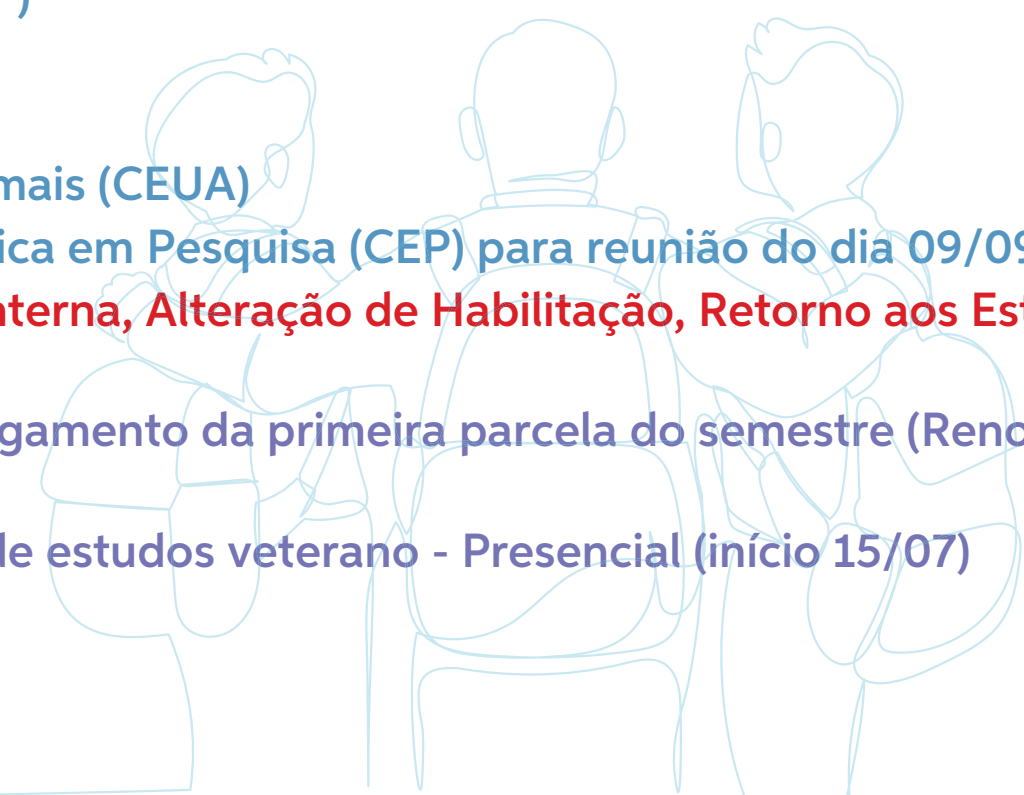 )
mais (CEUA)
ica em Pesquisa (CEP) para reunião do dia 09/09
nterna, Alteração de Habilitação, Retorno aos Est
gamento da primeira parcela do semestre (Reno
de estudos veterano - Presencial (início 15/07)